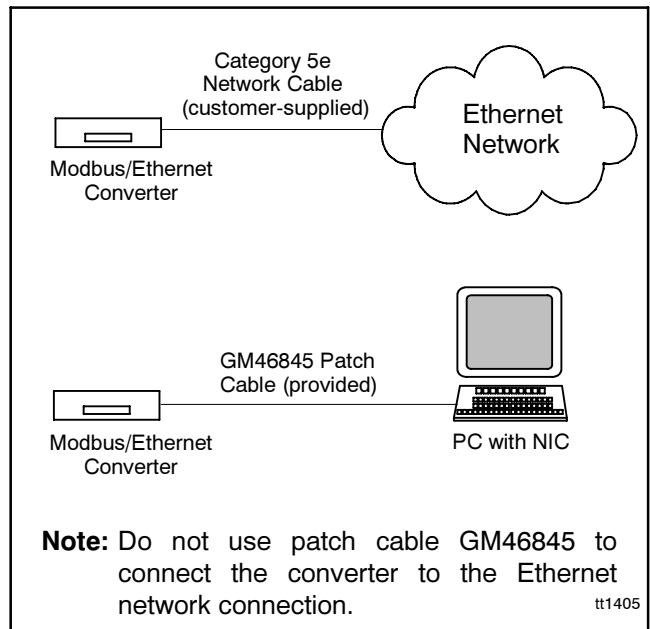 Category 5e
Network Cable
(customer-supplied)
Ethernet
Network
Modbus/Ethernet
Converter
GM46845 Patch
Cable (provided)
Modbus/Ethernet
Converter
PC with NIC
Note: Do not use patch cable GM46845 to
connect the converter to the Ethernet
network connection.
tt1405